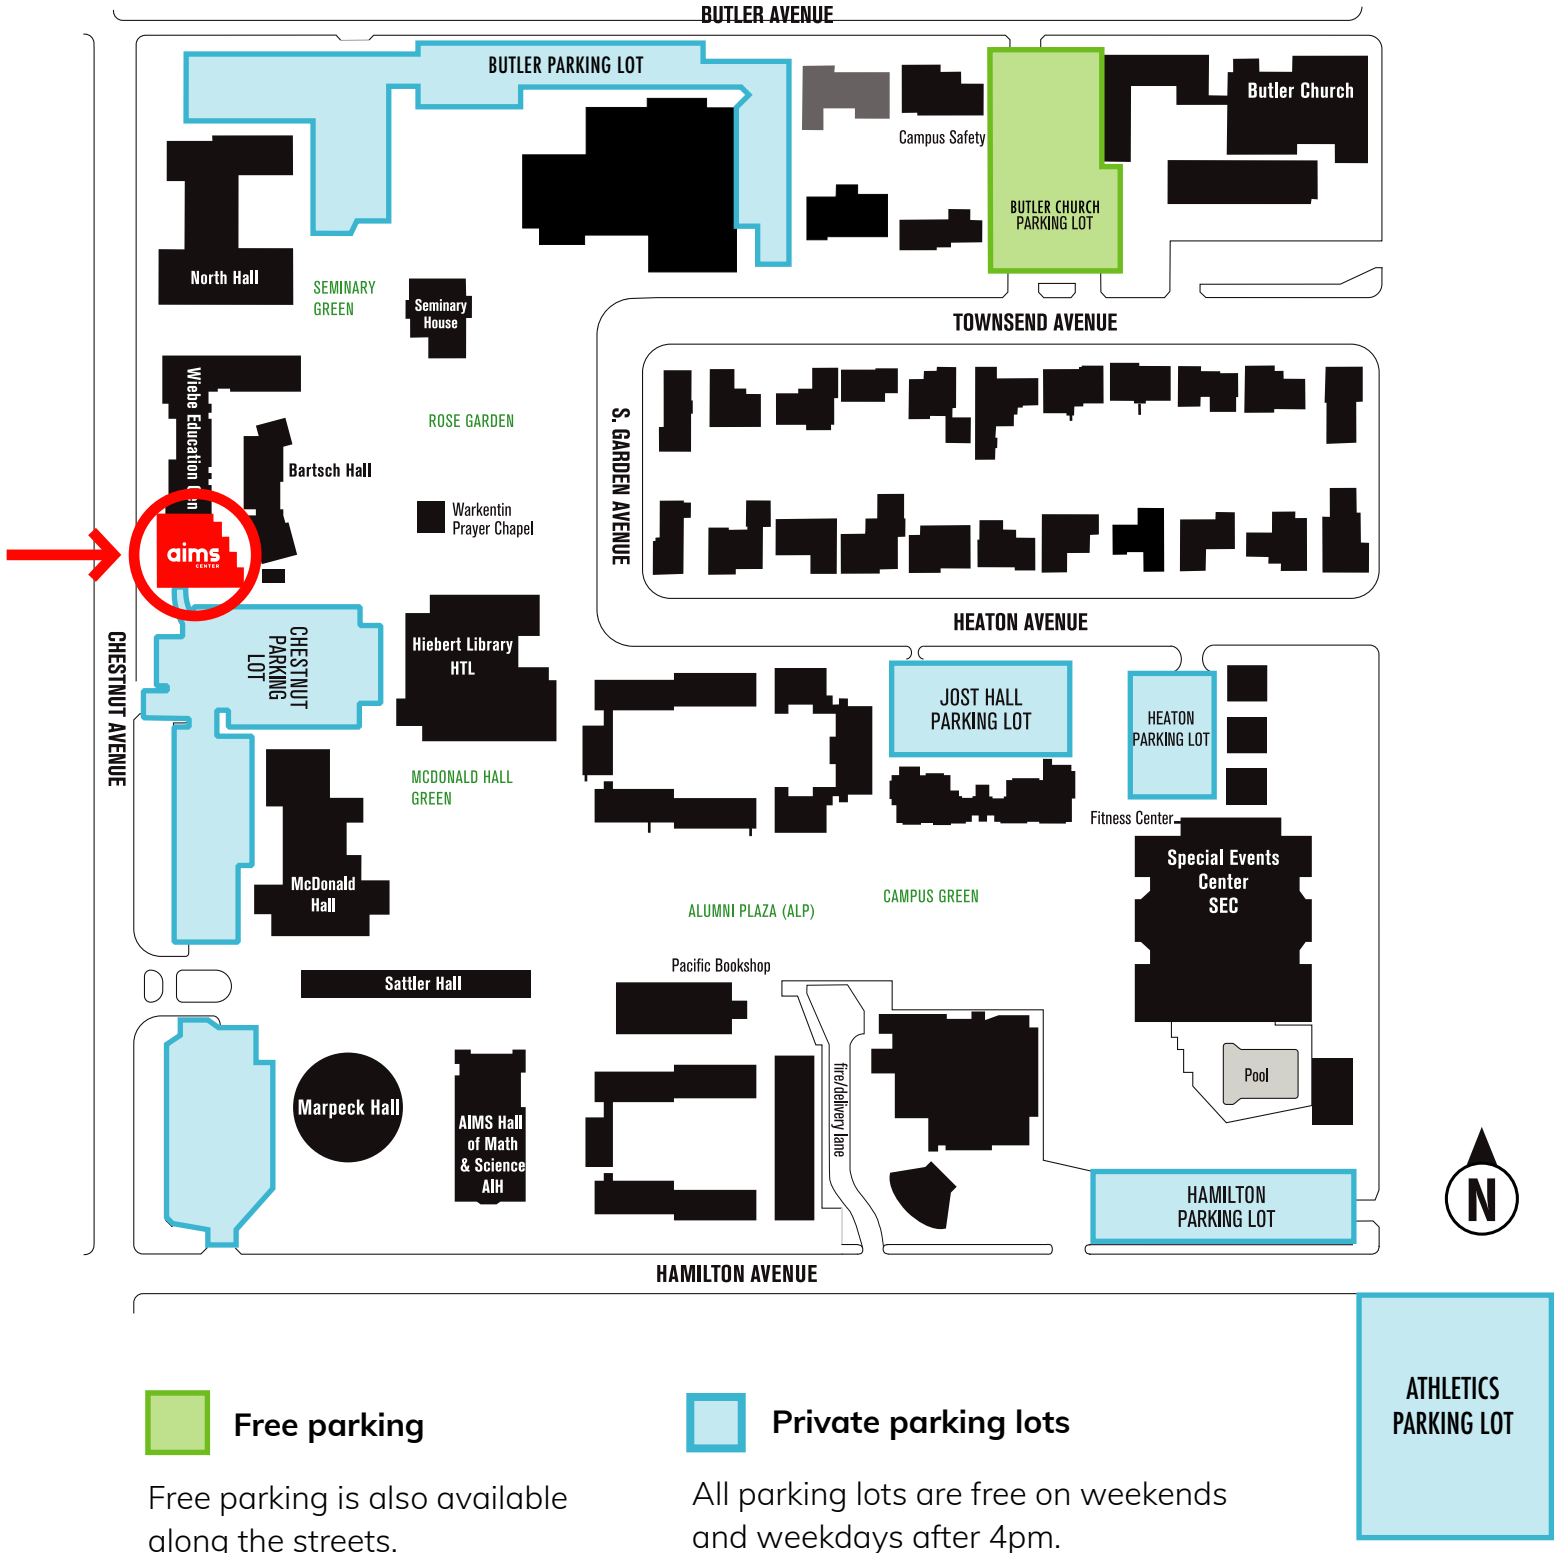 BUTLER AVENUE
BUTLER PARKING LOT
Butler Church
Campus Safety
BUTLER CHURCH
PARKING LOT
North Hall
SEMINARY
GREEN
Seminary
House
TOWNSEND AVENUE
Wiebe Education Cen
ROSE GARDEN
S. GARDEN AVENUE
Bartsch Hall
Warkentin
Prayer Chapel
aims
CENTER
HEATON AVENUE
CHESTNUT AVENUE
CHESTNUT
PARKING
LOT
Hiebert Library
HTL
JOST HALL
PARKING LOT
HEATON
PARKING LOT
MCDONALD HALL
GREEN
Fitness Center
Special Events
Center
SEC
McDonald
Hall
CAMPUS GREEN
ALUMNI PLAZA (ALP)
Pacific Bookshop
Sattler Hall
fire/delivery lane
Pool
Marpeck Hall
AIMS Hall
of Math
& Science
AIH
HAMILTON
PARKING LOT
N
HAMILTON AVENUE
ATHLETICS
PARKING LOT
Free parking
Free parking is also available
along the streets.
Private parking lots
All parking lots are free on weekends
and weekdays after 4pm.